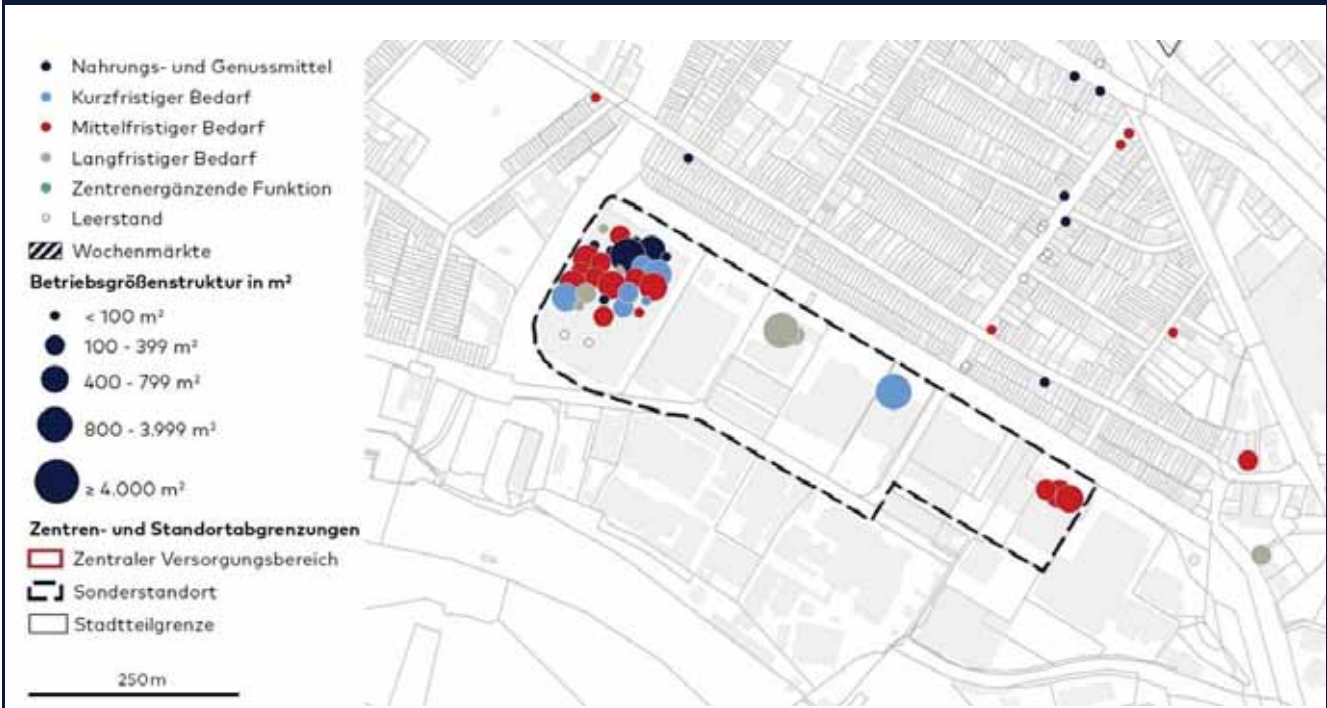 Nahrungs- und Genussmittel
Kurzfristiger Bedarf
Mittelfristiger Bedarf
Langfristiger Bedarf
Zentrenergänzende Funktion
Leerstand
Wochenmärkte
Betriebsgrößenstruktur in m²
< 100 m²
100 - 399 m²
400 - 799 m²
800 - 3.999 m²
≥ 4.000 m²
Zentren- und Standortabgrenzungen
Zentraler Versorgungsbereich
Sonderstandort
Stadtteilgrenze
250 m